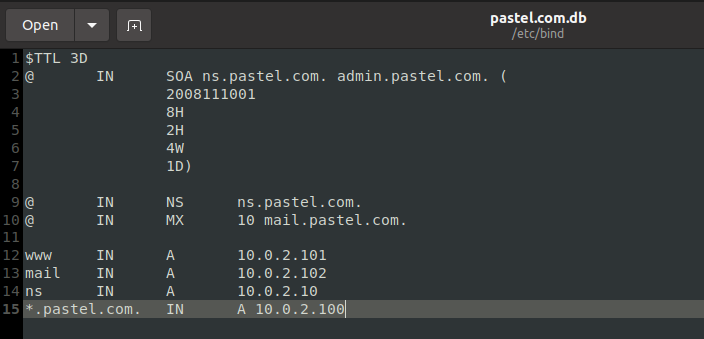 Open
pastel.com.db
/etc/bind
1 $TTL 3D
2 @ IN SOA ns.pastel.com. admin.pastel.com. (
3 2008111001
4 8H
5 2H
6 4W
7 1D)
8
9 @ IN NS ns.pastel.com.
10 @ IN MX 10 mail.pastel.com.
11
12 www IN A 10.0.2.101
13 mail IN A 10.0.2.102
14 ns IN A 10.0.2.10
15 *.pastel.com. IN A 10.0.2.100